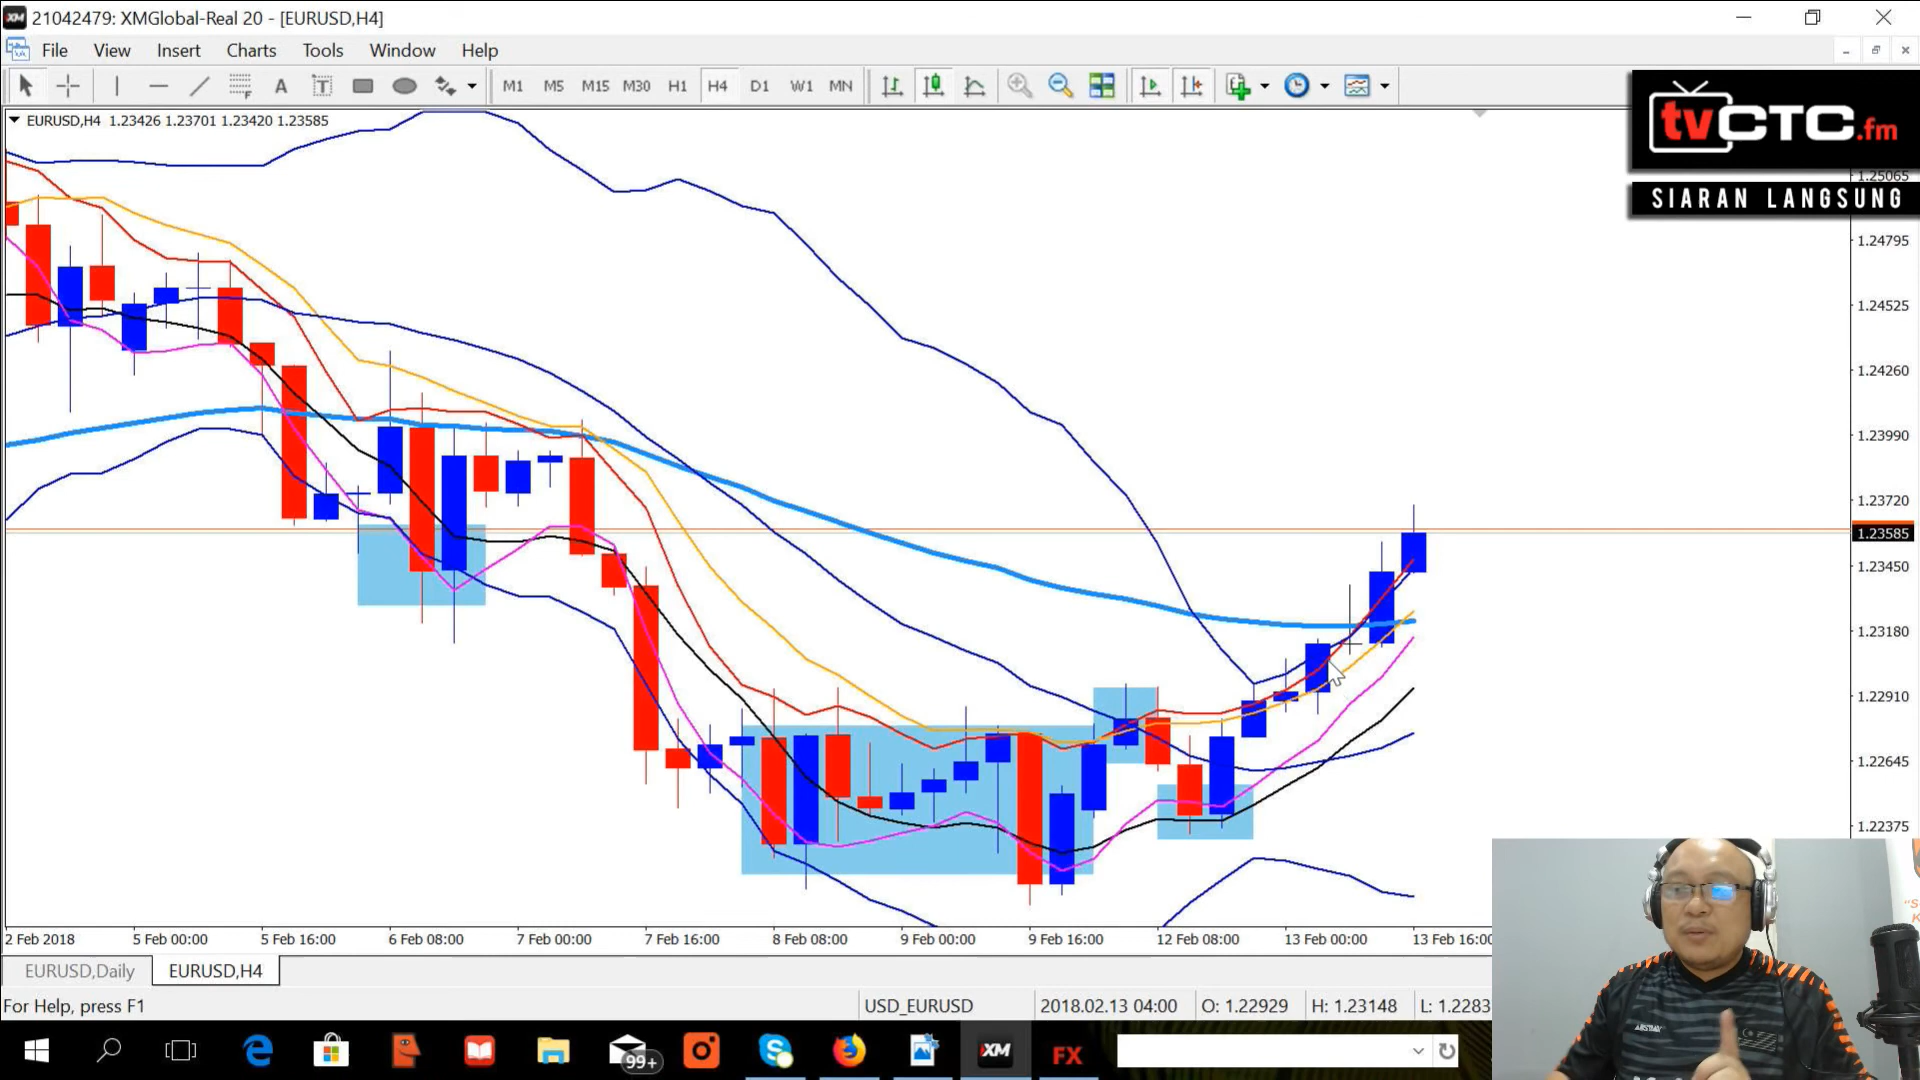 21042479: XMGlobal-Real 20 - [EURUSD,H4]
File View Insert Charts Tools Window Help
A T F M1 M5 M15 M30 H1 H4 D1 W1 MN
EURUSD,H4 1.23426 1.23701 1.23420 1.23585
tvCTC.fm
SIARAN LANGSUNG
1.25065
1.24795
1.24525
1.24260
1.23990
1.23720
1.23585
1.23450
1.23180
1.22910
1.22645
1.22375
2 Feb 2018 5 Feb 00:00 5 Feb 16:00 6 Feb 08:00 7 Feb 00:00 7 Feb 16:00 8 Feb 08:00 9 Feb 00:00 9 Feb 16:00 12 Feb 08:00 13 Feb 00:00 13 Feb 16:00
EURUSD,Daily EURUSD,H4
For Help, press F1 USD_EURUSD 2018.02.13 04:00 O: 1.22929 H: 1.23148 L: 1.2283
99+ XM FX